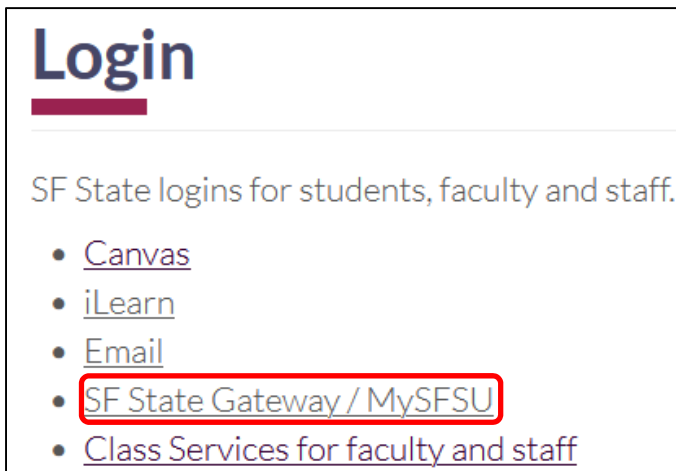 Login
SF State logins for students, faculty and staff.
Canvas
iLearn
Email
SF State Gateway / MySFSU
Class Services for faculty and staff